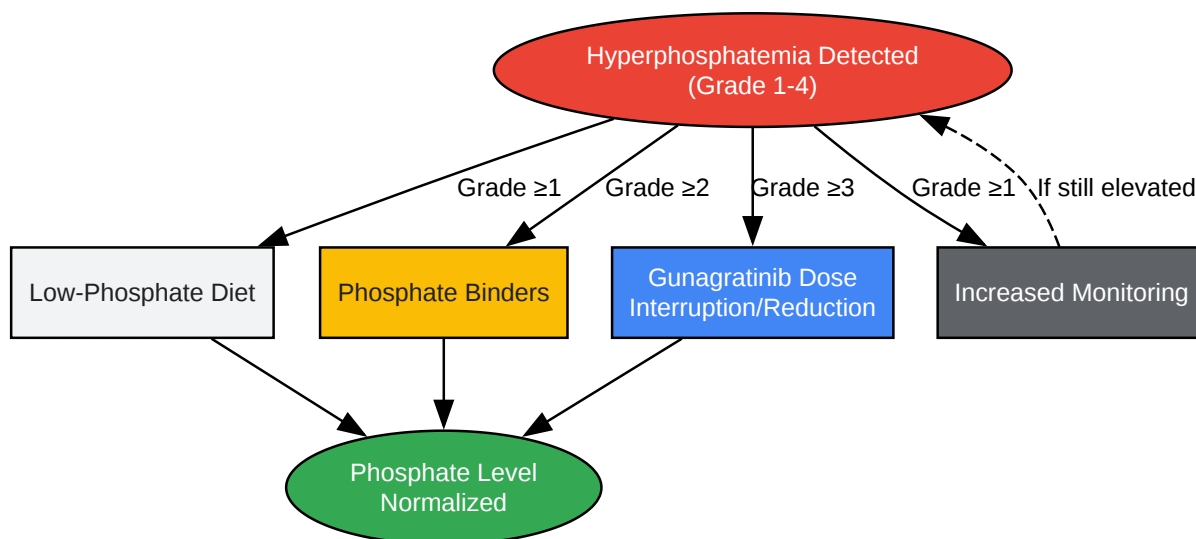 Hyperphosphatemia Detected
(Grade 1-4)
Grade ≥1
Grade ≥2
Grade ≥3
Grade ≥1
If still elevated
Low-Phosphate Diet
Phosphate Binders
Gunagratinib Dose
Interruption/Reduction
Increased Monitoring
Phosphate Level
Normalized